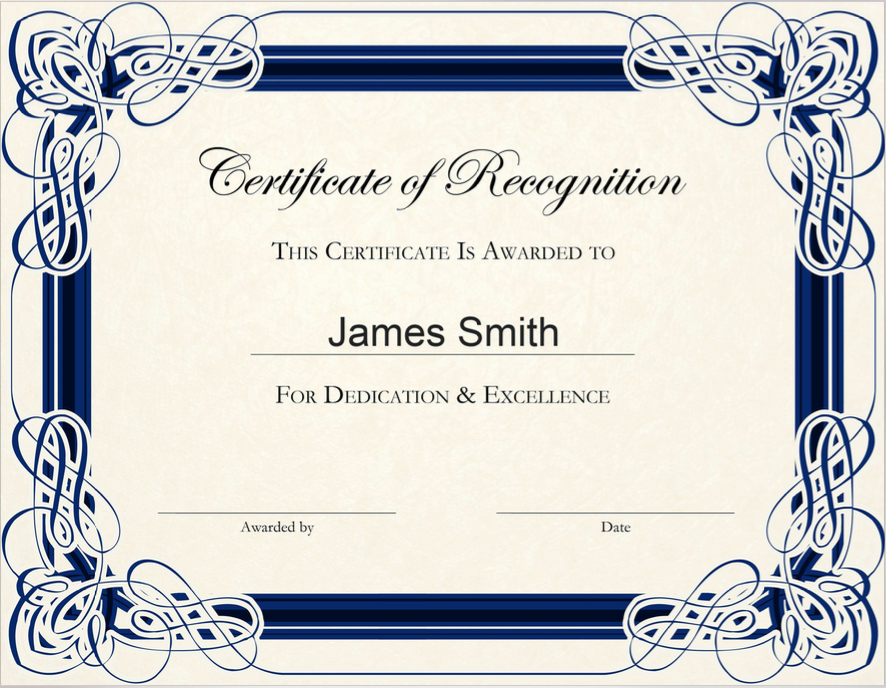 Certificate of Recognition
This Certificate Is Awarded to
James Smith
For Dedication & Excellence
Awarded by
Date